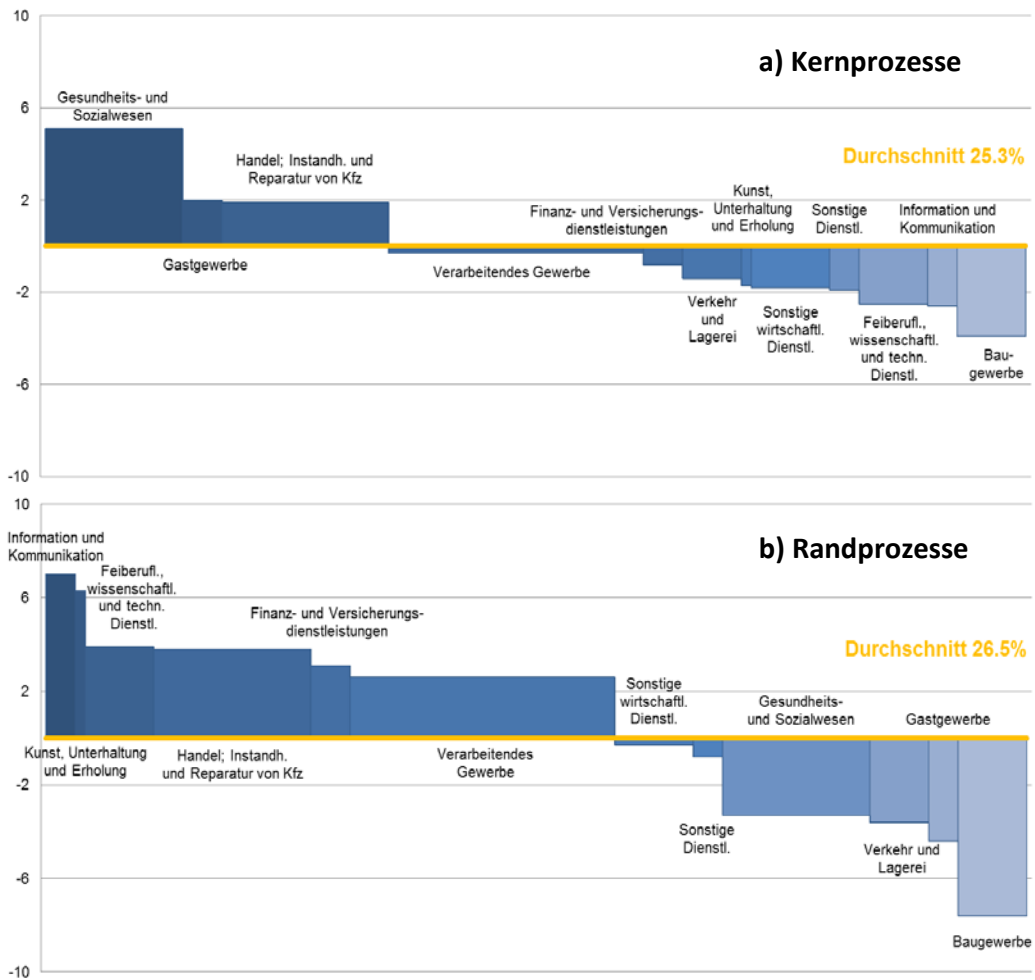 10
a) Kernprozesse
Gesundheits- und
Sozialwesen
6
Handel; Instandh. und
Reparatur von Kfz
Durchschnitt 25.3%
Kunst,
Unterhaltung
und Erholung
Finanz- und Versicherungs-
dienstleistungen
Sonstige
Dienstl.
Information und
Kommunikation
2
Gastgewerbe
Verarbeitendes Gewerbe
-2
Verkehr
und
Lagerei
Sonstige
wirtschaftl.
Dienstl.
Feiberufl.,
wissenschaftl.
und techn.
Dienstl.
Bau-
gewerbe
-6
-10
10
b) Randprozesse
Information und
Kommunikation
Feiberufl.,
wissenschaftl.
und techn.
Dienstl.
6
Finanz- und Versicherungs-
dienstleistungen
Durchschnitt 26.5%
Sonstige
wirtschaftl.
Dienstl.
Gesundheits-
und Sozialwesen
Gastgewerbe
2
Kunst, Unterhaltung
und Erholung
Handel; Instandh.
und Reparatur von Kfz
Verarbeitendes
Gewerbe
-2
Sonstige
Dienstl.
Verkehr und
Lagerei
-6
Baugewerbe
-10